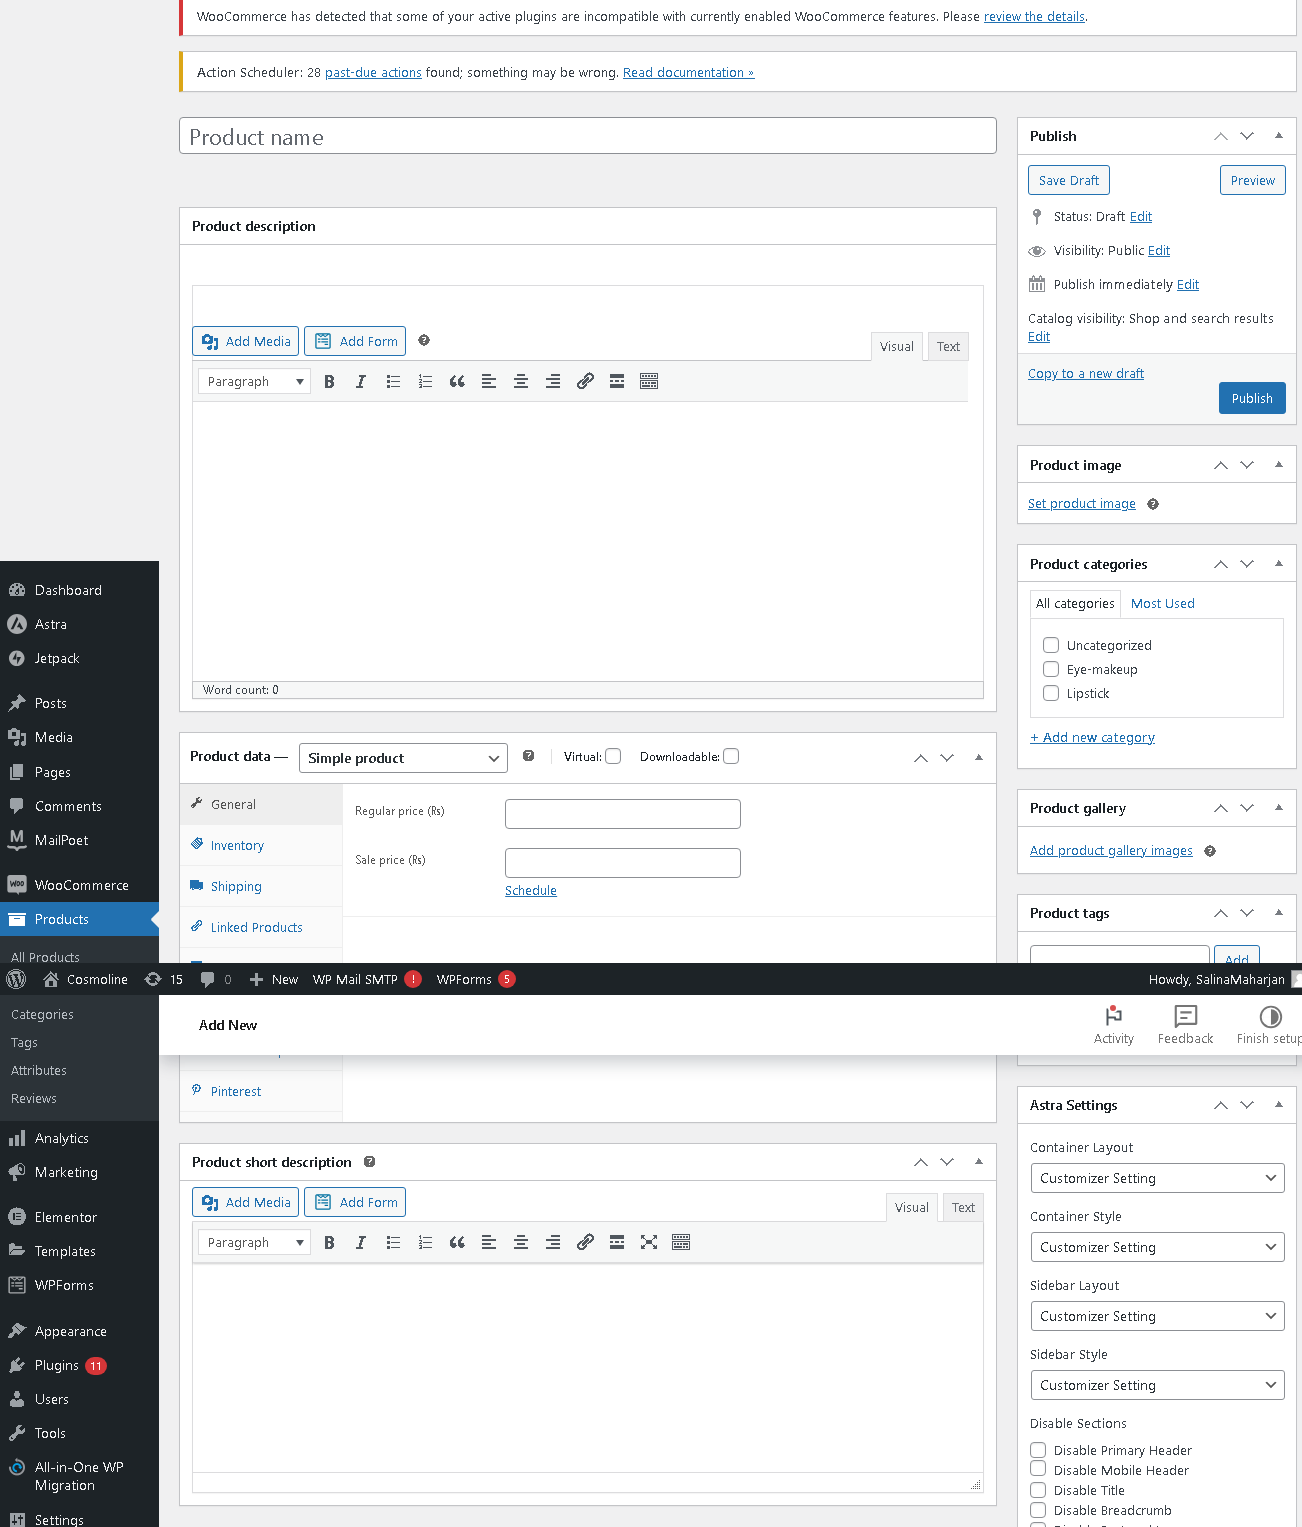 WooCommerce has detected that some of your active plugins are incompatible with currently enabled WooCommerce features. Please review the details.
Action Scheduler: 28 past-due actions found; something may be wrong. Read documentation »
Product name
Product description
Add Media
Add Form
Visual
Text
Paragraph
Word count: 0
Product data —
Simple product
Virtual:
Downloadable:
General
Inventory
Shipping
Linked Products
Pinterest
Regular price (₨)
Sale price (₨)
Schedule
Product short description
Add Media
Add Form
Visual
Text
Paragraph
Publish
Save Draft
Preview
Status: Draft Edit
Visibility: Public Edit
Publish immediately Edit
Catalog visibility: Shop and search results
Edit
Copy to a new draft
Publish
Product image
Set product image
Product categories
All categories
Most Used
Uncategorized
Eye-makeup
Lipstick
+ Add new category
Product gallery
Add product gallery images
Product tags
Add
Astra Settings
Container Layout
Customizer Setting
Container Style
Customizer Setting
Sidebar Layout
Customizer Setting
Sidebar Style
Customizer Setting
Disable Sections
Disable Primary Header
Disable Mobile Header
Disable Title
Disable Breadcrumb
Dashboard
Astra
Jetpack
Posts
Media
Pages
Comments
MailPoet
WooCommerce
Products
All Products
Cosmoline
15
0
New
WP Mail SMTP !
WPForms 5
Howdy, SalinaMaharjan
Add New
Activity
Feedback
Finish setup
Categories
Tags
Attributes
Reviews
Analytics
Marketing
Elementor
Templates
WPForms
Appearance
Plugins 11
Users
Tools
All-in-One WP
Migration
Settings